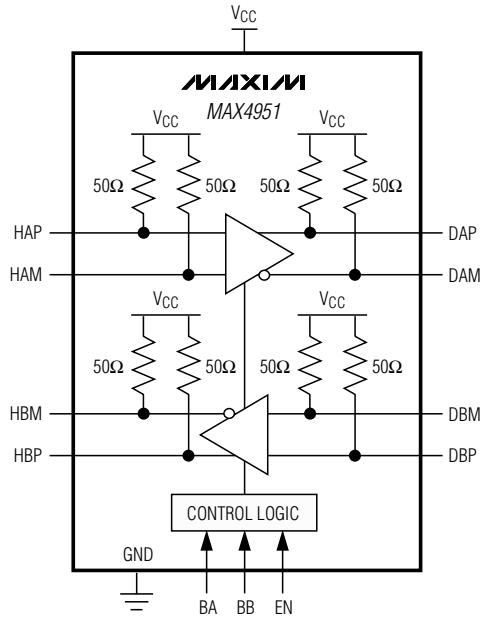 VCC
MAXIM
MAX4951
VCC VCC
50Ω 50Ω 50Ω 50Ω
HAP DAP
HAM DAM
VCC VCC
50Ω 50Ω 50Ω 50Ω
HBM DBM
HBP DBP
CONTROL LOGIC
GND
BA BB EN